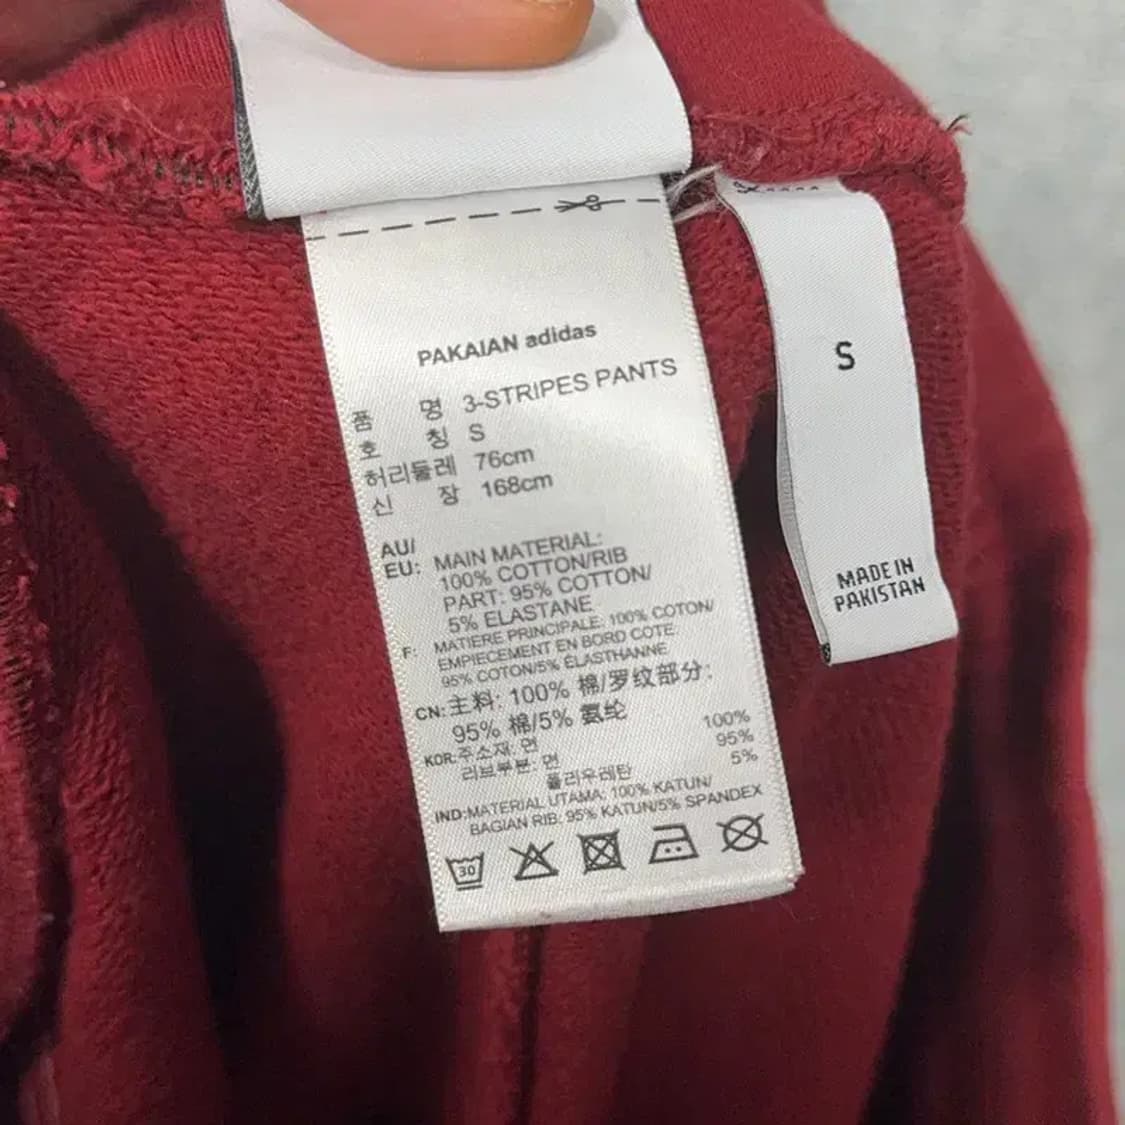 PAKAIAN adidas
품 명 3-STRIPES PANTS
호 칭 S
허리둘레 76cm
신 장 168cm
AU/
EU: MAIN MATERIAL:
100% COTTON/RIB
PART: 95% COTTON/
5% ELASTANE
F: MATIERE PRINCIPALE: 100% COTON/
EMPIECEMENT EN BORD COTE:
95% COTON/5% ÉLASTHANNE
CN:主料: 100% 棉/罗纹部分:
95% 棉/5% 氨纶
KOR:주소재: 면 100%
리브부분: 면 95%
폴리우레탄 5%
IND:MATERIAL UTAMA: 100% KATUN/
BAGIAN RIB: 95% KATUN/5% SPANDEX
30
S
MADE IN
PAKISTAN